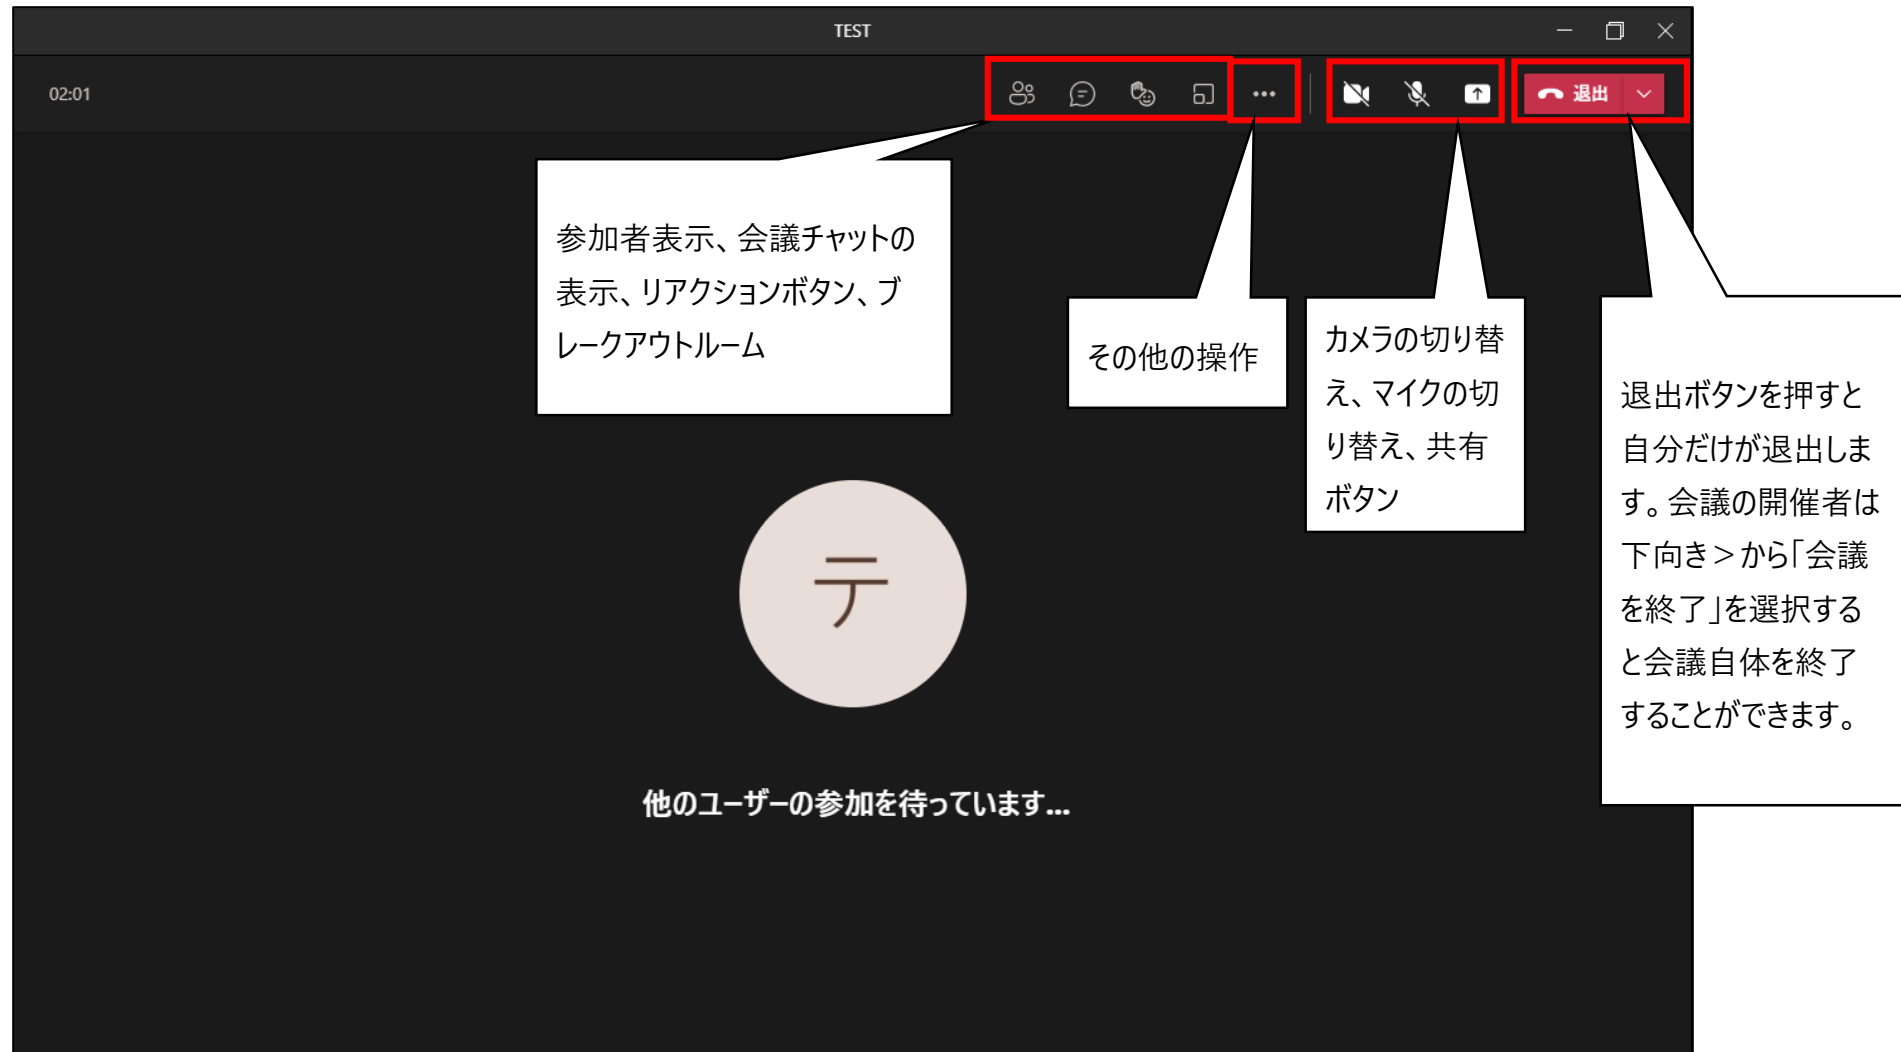 TEST
02:01
退出
参加者表示、会議チャットの
表示、リアクションボタン、ブ
レークアウトルーム
その他の操作
カメラの切り替
え、マイクの切
り替え、共有
ボタン
退出ボタンを押すと
自分だけが退出しま
す。会議の開催者は
下向き＞から「会議
を終了」を選択する
と会議自体を終了
することができます。
テ
他のユーザーの参加を待っています...